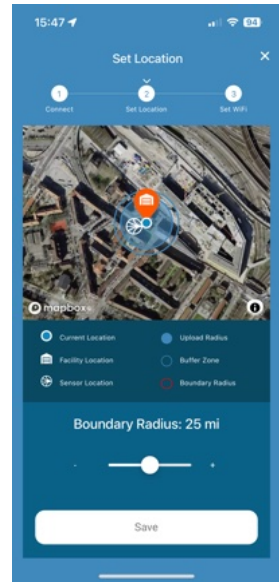 15:47
94
Set Location
×
1
2
3
Connect
Set Location
Set WiFi
mapbox
Current Location
Upload Radius
Facility Location
Buffer Zone
Sensor Location
Boundary Radius
Boundary Radius: 25 mi
- +
Save